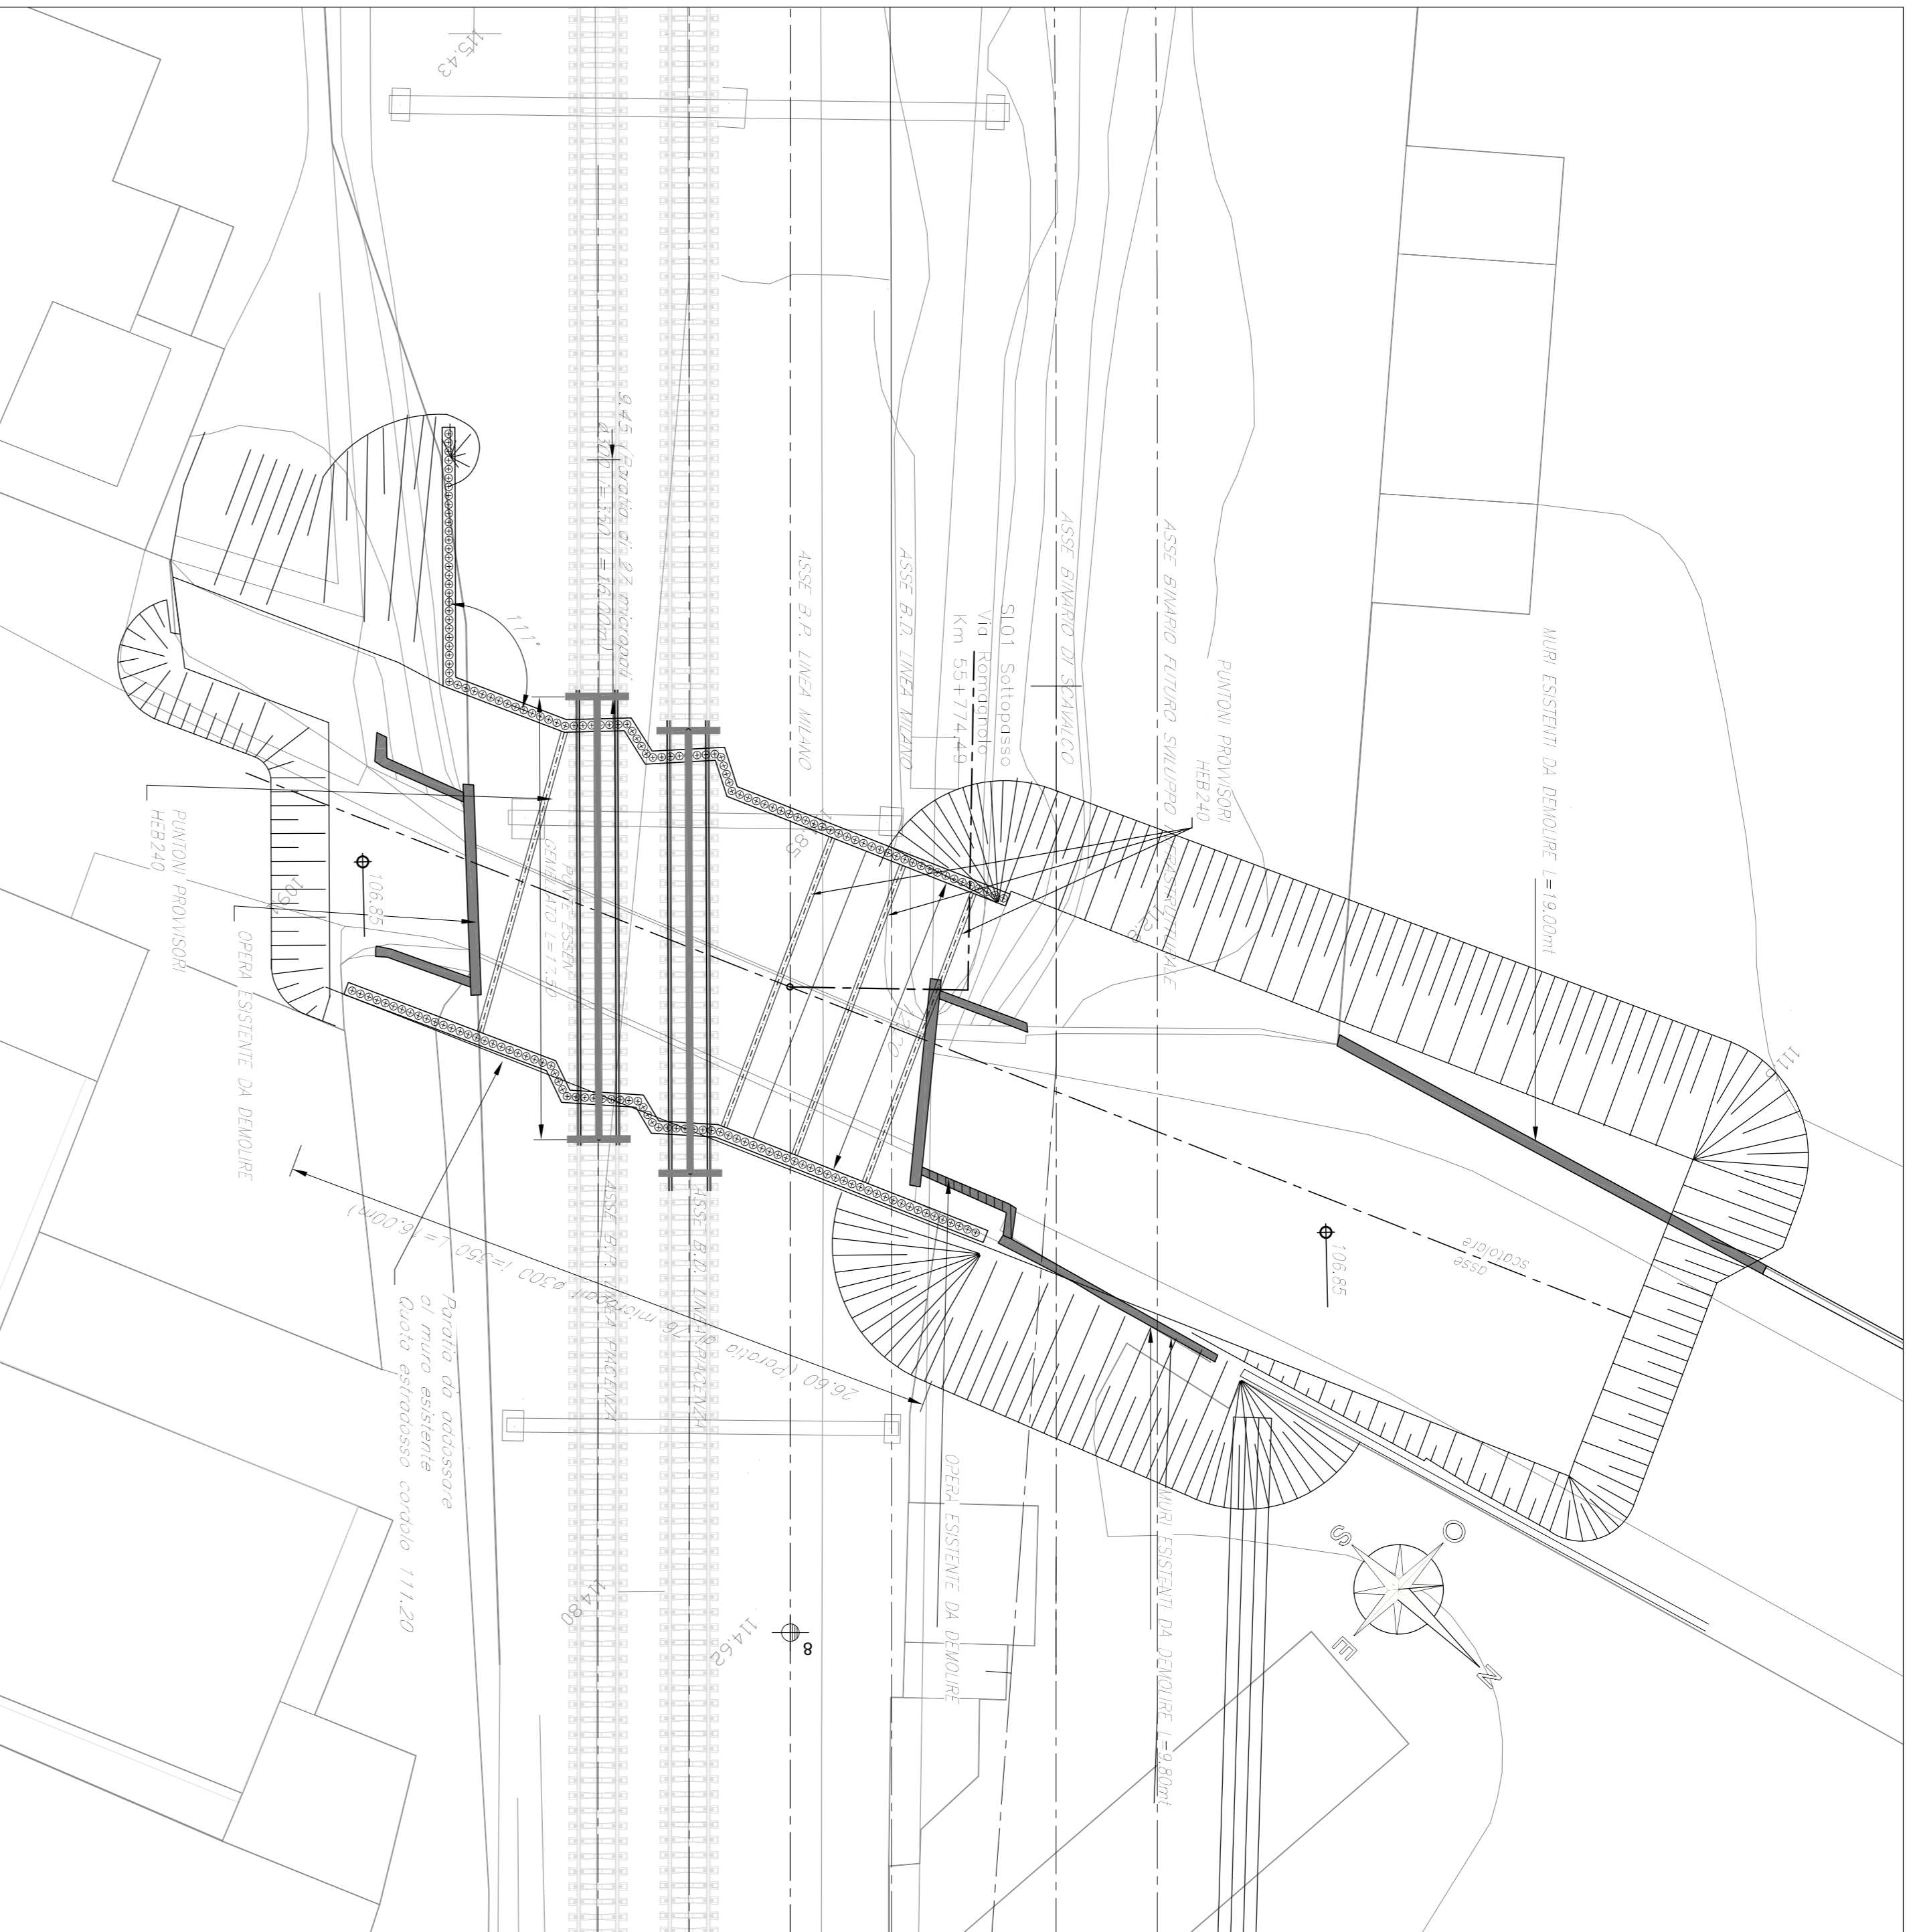 115.43
9.45 (Paratia di 27 micropali
ø300 i=350 L=16.00m)
ASSE B.P. LINEA MILANO
ASSE B.D. LINEA MILANO
SL01 Sottopasso
Via Romagnolo
Km 55+774.49
ASSE BINARIO DI SCAVALCO
ASSE BINARIO FUTURO SVILUPPO INFRASTRUTTURALE
PUNTONI PROVVISORI
HEB240
MURI ESISTENTI DA DEMOLIRE L=19.00mt
111°
PUNTONI PROVVISORI
HEB240
106.85
OPERA ESISTENTE DA DEMOLIRE
PONTE ESSEN
GEMELLATO L=17.50
106.85
asse
scatolare
ASSE B.P. LINEA PIACENZA
ASSE B.D. LINEA PIACENZA
26.60 (Paratia di 76 micropali ø300 i=350 L=16.00m)
Paratia da addossare
al muro esistente
Quota estradosso cordolo 111.20
OPERA ESISTENTE DA DEMOLIRE
MURI ESISTENTI DA DEMOLIRE L=9.80mt
114.80
114.62
8
S
O
E
N